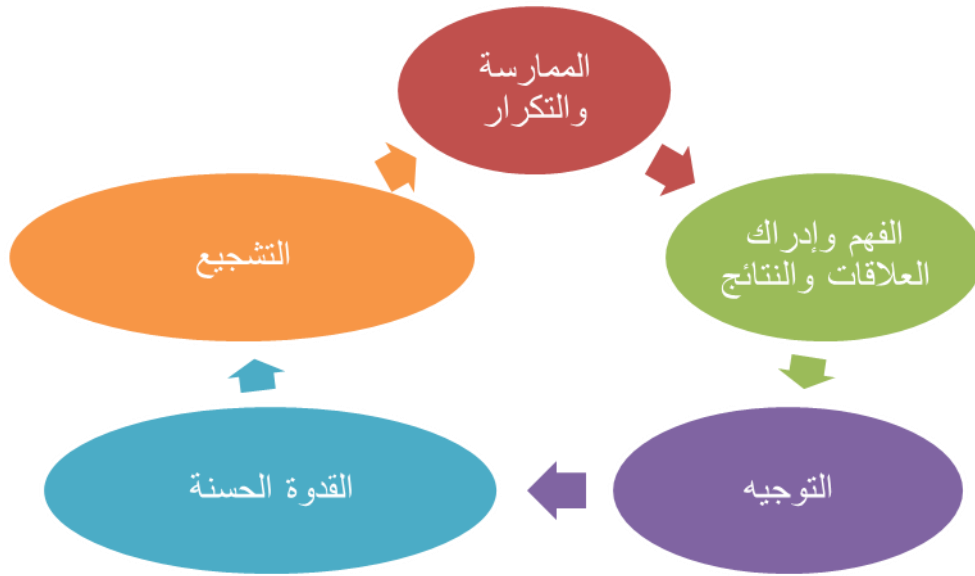 الممارسة
والتكرار
الفهم وإدراك
العلاقات والنتائج
التوجيه
القدوة الحسنة
التشجيع